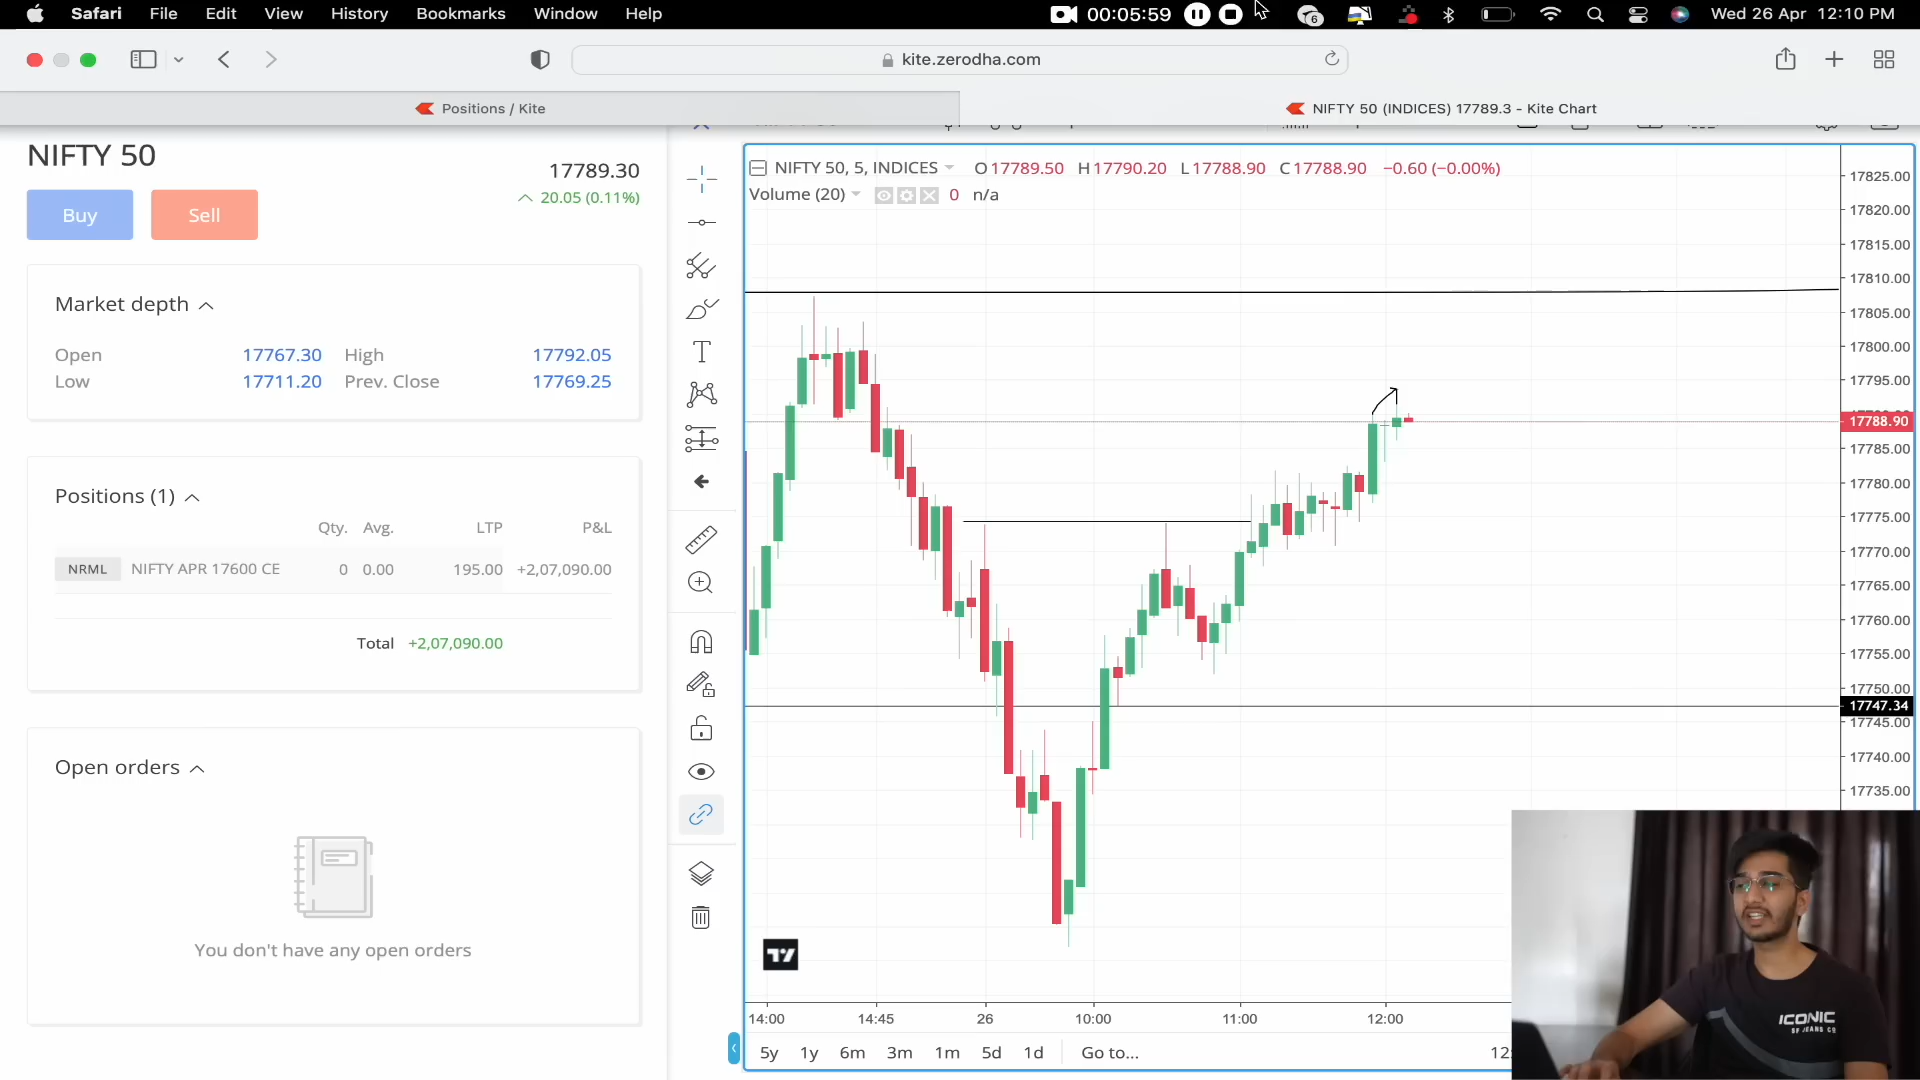 Safari File Edit View History Bookmarks Window Help 00:05:59 6 Wed 26 Apr 12:10 PM
kite.zerodha.com
Positions / Kite NIFTY 50 (INDICES) 17789.3 - Kite Chart
NIFTY 50
17789.30
20.05 (0.11%)
Buy Sell
Market depth
Open 17767.30 High 17792.05
Low 17711.20 Prev. Close 17769.25
Positions (1)
Qty. Avg. LTP P&L
NRML NIFTY APR 17600 CE 0 0.00 195.00 +2,07,090.00
Total +2,07,090.00
Open orders
You don't have any open orders
NIFTY 50, 5, INDICES O17789.50 H17790.20 L17788.90 C17788.90 −0.60 (−0.00%)
Volume (20) 0 n/a
17825.00
17820.00
17815.00
17810.00
17805.00
17800.00
17795.00
17788.90
17785.00
17780.00
17775.00
17770.00
17765.00
17760.00
17755.00
17750.00
17747.34
17745.00
17740.00
17735.00
14:00 14:45 26 10:00 11:00 12:00
5y 1y 6m 3m 1m 5d 1d Go to...
ICONIC